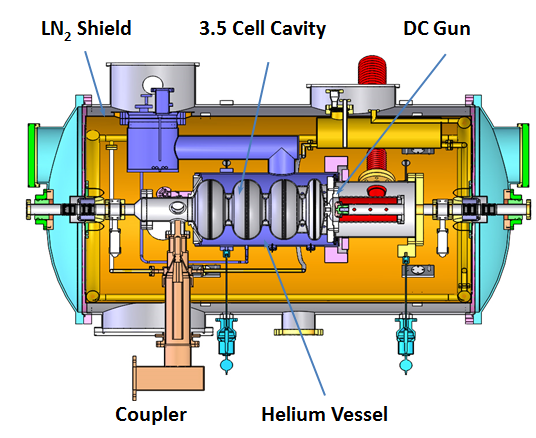 LN₂ Shield
3.5 Cell Cavity
DC Gun
Coupler
Helium Vessel